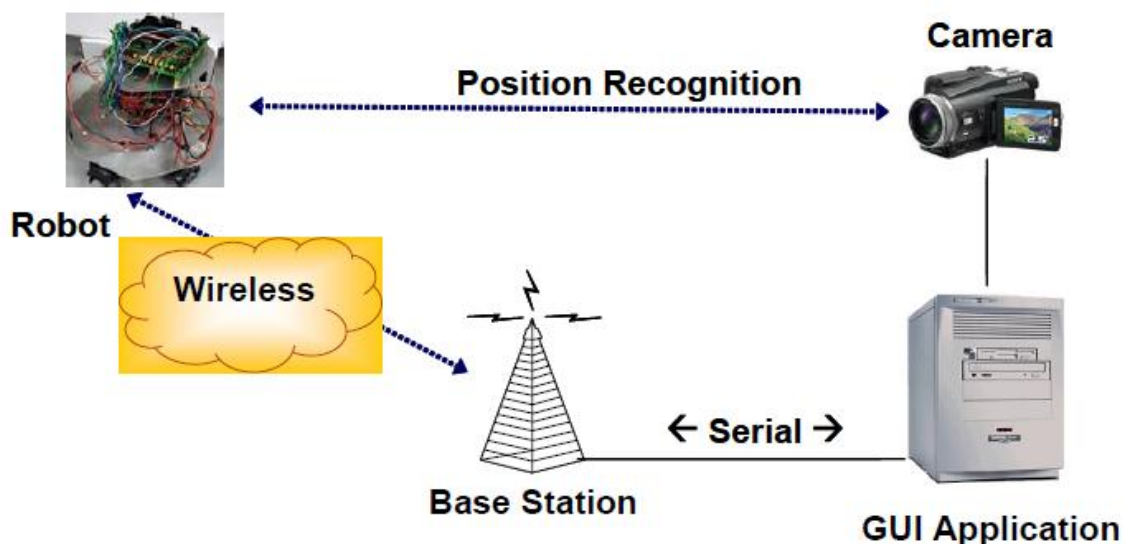 Camera
Position Recognition
Robot
Wireless
← Serial →
Base Station
GUI Application